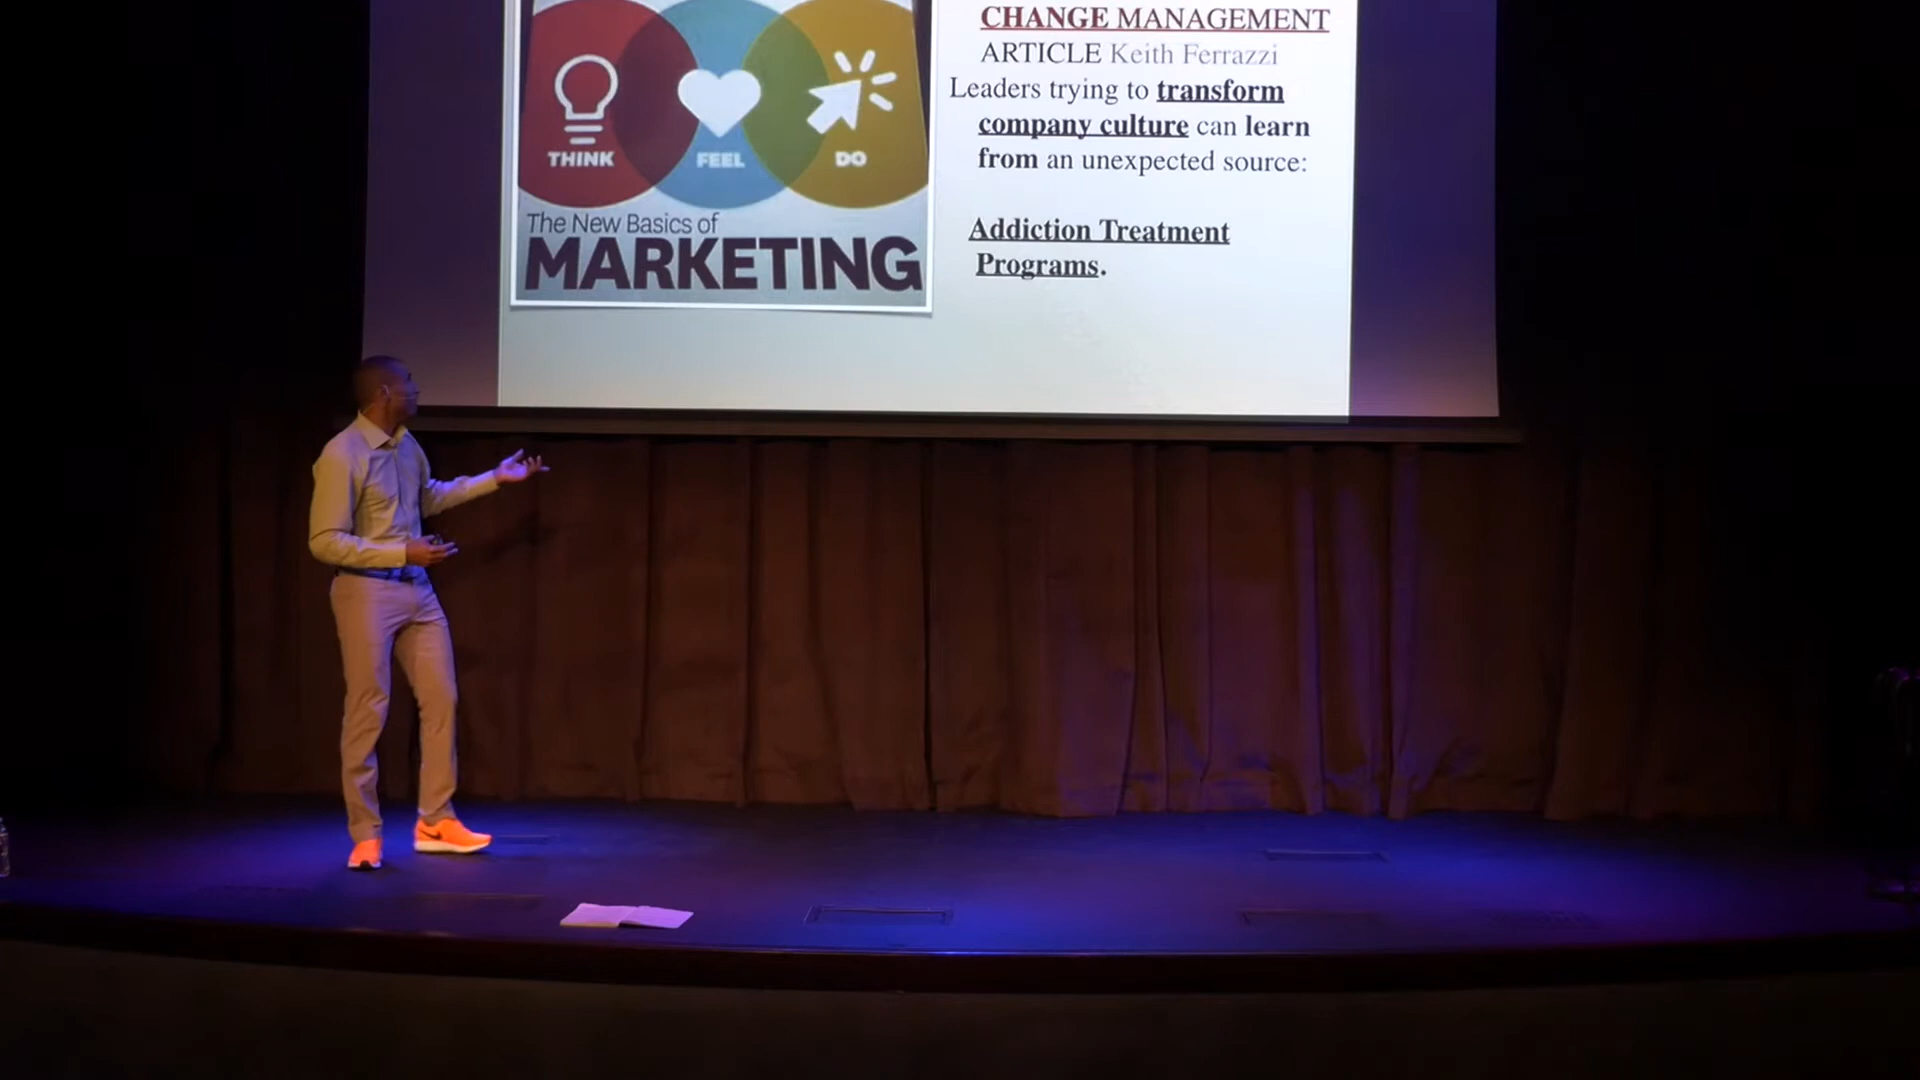 THINK
FEEL
DO
The New Basics of
MARKETING
CHANGE MANAGEMENT
ARTICLE Keith Ferrazzi
Leaders trying to transform
company culture can learn
from an unexpected source:
Addiction Treatment
Programs.